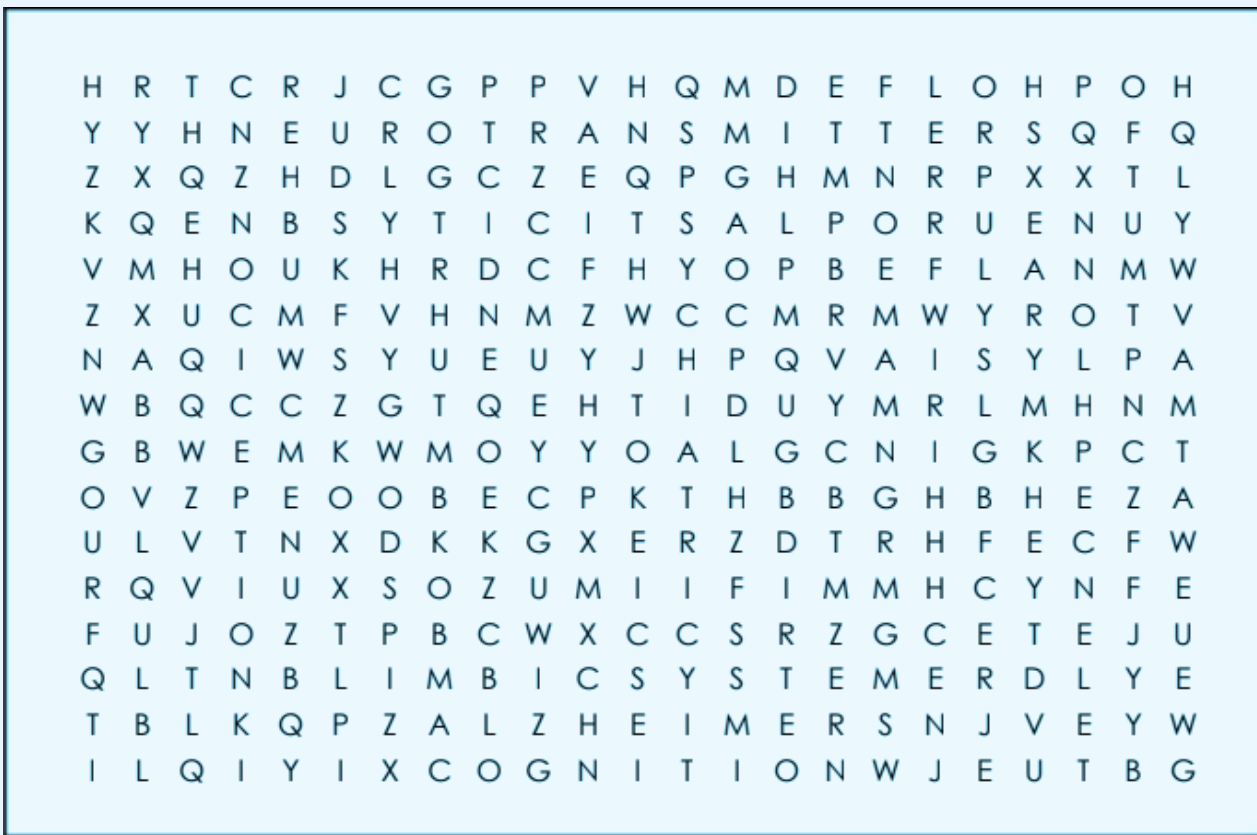 H R T C R J C G P P V H Q M D E F L O H P O H
Y Y H N E U R O T R A N S M I T T E R S Q F Q
Z X Q Z H D L G C Z E Q P G H M N R P X X T L
K Q E N B S Y T I C I T S A L P O R U E N U Y
V M H O U K H R D C F H Y O P B E F L A N M W
Z X U C M F V H N M Z W C C M R M W Y R O T V
N A Q I W S Y U E U Y J H P Q V A I S Y L P A
W B Q C C Z G T Q E H T I D U Y M R L M H N M
G B W E M K W M O Y Y O A L G C N I G K P C T
O V Z P E O O B E C P K T H B B G H B H E Z A
U L V T N X D K K G X E R Z D T R H F E C F W
R Q V I U X S O Z U M I I F I M M H C Y N F E
F U J O Z T P B C W X C C S R Z G C E T E J U
Q L T N B L I M B I C S Y S T E M E R D L Y E
T B L K Q P Z A L Z H E I M E R S N J V E Y W
I L Q I Y I X C O G N I T I O N W J E U T B G